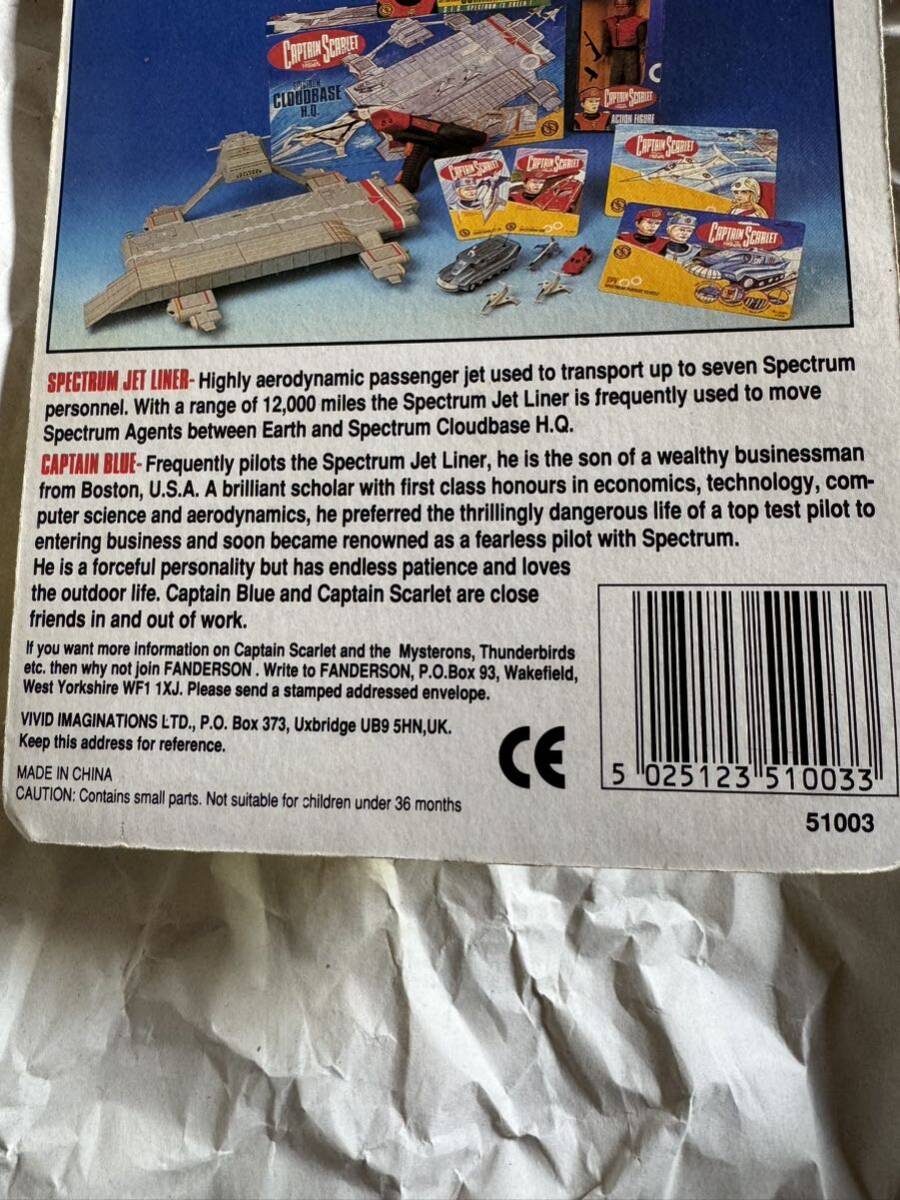 S.I.G. SPECTRUM IS GREEN!
CAPTAIN SCARLET
CLOUDBASE
H.Q.
CAPTAIN SCARLET
ACTION FIGURE
CAPTAIN SCARLET
CAPTAIN SCARLET
CAPTAIN SCARLET
CAPTAIN SCARLET
SPECTRUM JET LINER- Highly aerodynamic passenger jet used to transport up to seven Spectrum
personnel. With a range of 12,000 miles the Spectrum Jet Liner is frequently used to move
Spectrum Agents between Earth and Spectrum Cloudbase H.Q.
CAPTAIN BLUE- Frequently pilots the Spectrum Jet Liner, he is the son of a wealthy businessman
from Boston, U.S.A. A brilliant scholar with first class honours in economics, technology, com-
puter science and aerodynamics, he preferred the thrillingly dangerous life of a top test pilot to
entering business and soon became renowned as a fearless pilot with Spectrum.
He is a forceful personality but has endless patience and loves
the outdoor life. Captain Blue and Captain Scarlet are close
friends in and out of work.
If you want more information on Captain Scarlet and the Mysterons, Thunderbirds
etc. then why not join FANDERSON . Write to FANDERSON, P.O.Box 93, Wakefield,
West Yorkshire WF1 1XJ. Please send a stamped addressed envelope.
VIVID IMAGINATIONS LTD., P.O. Box 373, Uxbridge UB9 5HN,UK.
Keep this address for reference.
CE
MADE IN CHINA
CAUTION: Contains small parts. Not suitable for children under 36 months
5 025123 510033
51003